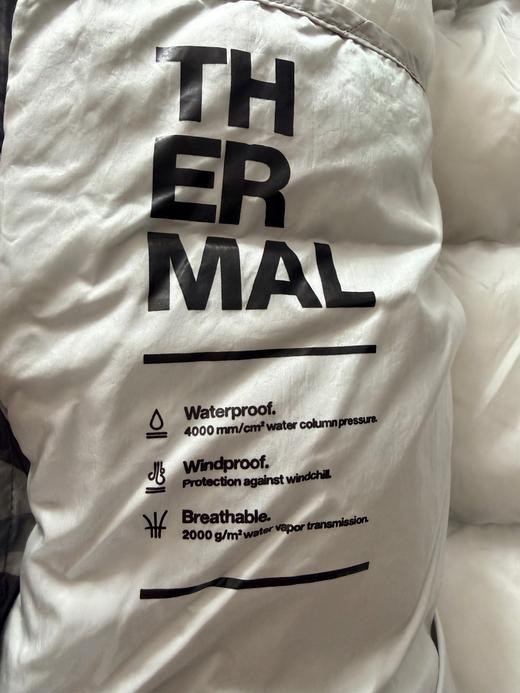 TH
ER
MAL
Waterproof.
4000 mm/cm² water column pressure.
Windproof.
Protection against windchill.
Breathable.
2000 g/m² water vapor transmission.